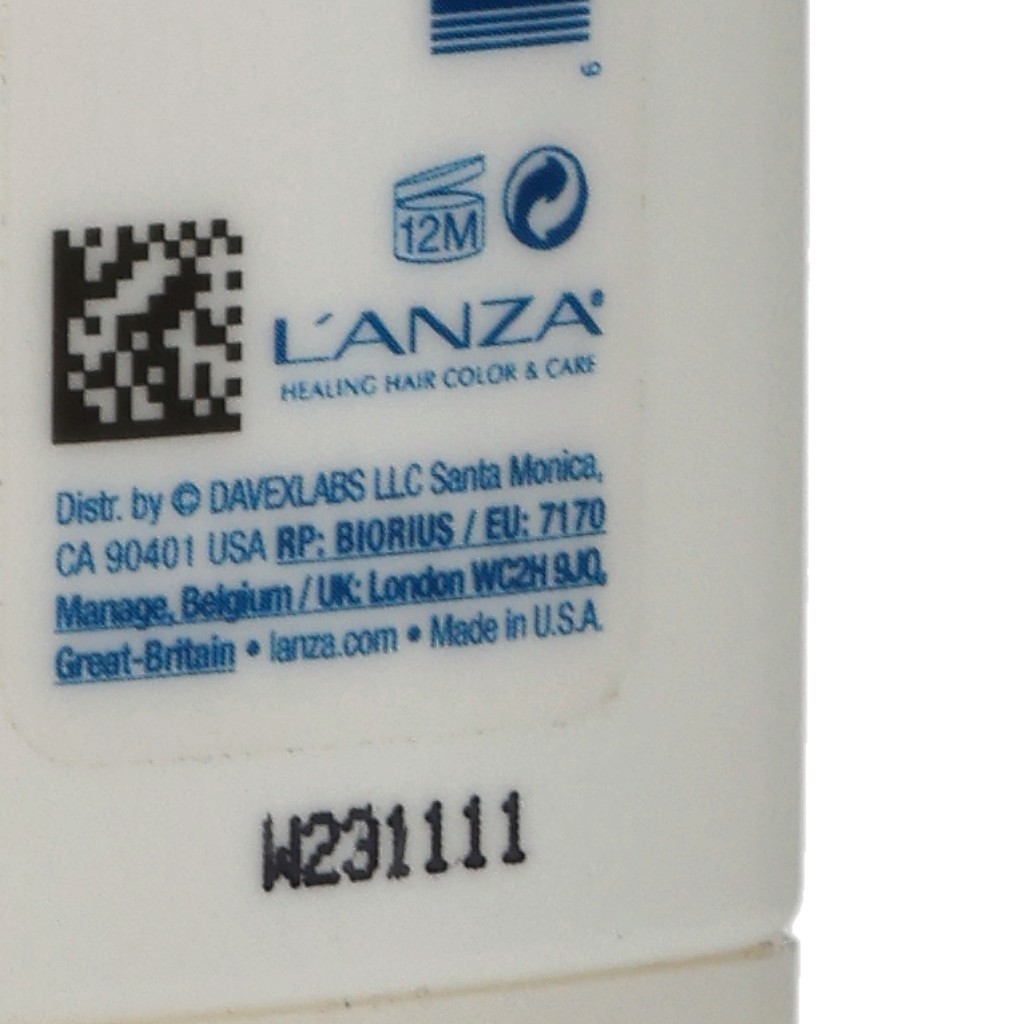 6
12M
L'ANZA®
HEALING HAIR COLOR & CARE
Distr. by © DAVEXLABS LLC Santa Monica,
CA 90401 USA RP: BIORIUS / EU: 7170
Manage, Belgium / UK: London WC2H 9JQ,
Great-Britain • lanza.com • Made in U.S.A.
W231111